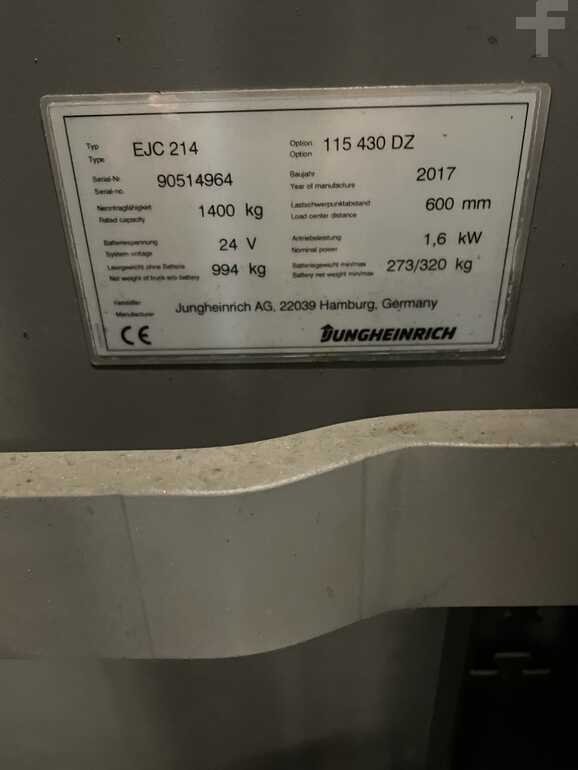 Typ EJC 214 Option 115 430 DZ
Type Option
Serial-Nr. 90514964 Baujahr 2017
Serial-no. Year of manufacture
Nenntragfähigkeit 1400 kg Lastschwerpunktabstand 600 mm
Rated capacity Load center distance
Batteriespannung 24 V Antriebsleistung 1,6 kW
System voltage Nominal power
Leergewicht ohne Batterie 994 kg Batteriegewicht min/max 273/320 kg
Net weight of truck w/o battery Battery net weight min/max
Hersteller Jungheinrich AG, 22039 Hamburg, Germany
Manufacturer
CE JUNGHEINRICH
f